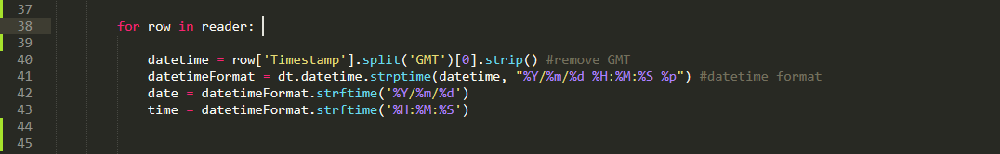 37
38 for row in reader:
39
40 datetime = row['Timestamp'].split('GMT')[0].strip() #remove GMT
41 datetimeFormat = dt.datetime.strptime(datetime, "%Y/%m/%d %H:%M:%S %p") #datetime format
42 date = datetimeFormat.strftime('%Y/%m/%d')
43 time = datetimeFormat.strftime('%H:%M:%S')
44
45